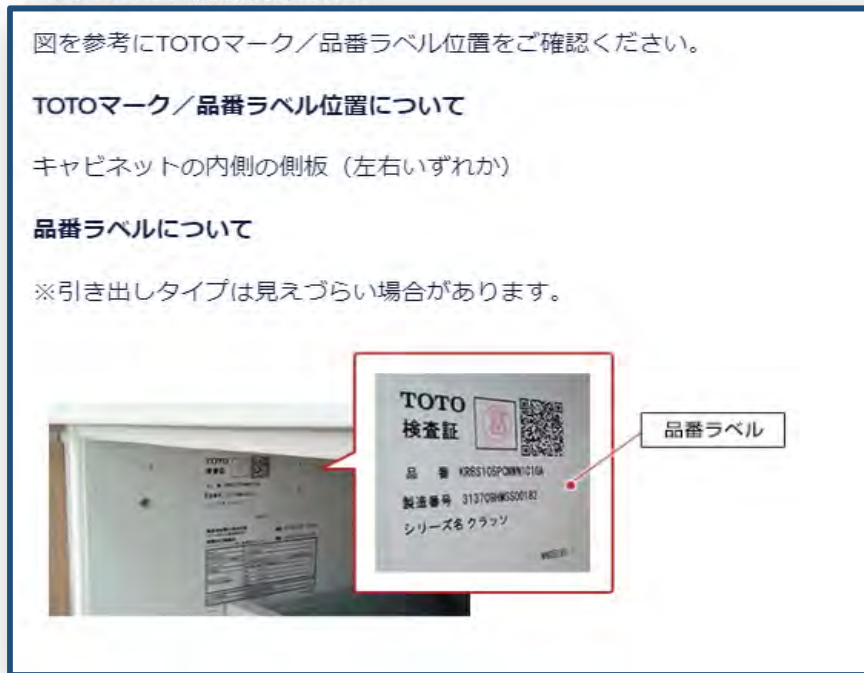 図を参考にTOTOマーク／品番ラベル位置をご確認ください。
TOTOマーク／品番ラベル位置について
キャビネットの内側の側板（左右いずれか）
品番ラベルについて
※引き出しタイプは見えづらい場合があります。
TOTO
検査証
品番
製造番号
シリーズ名 クラッソ
品番ラベル
TOTO